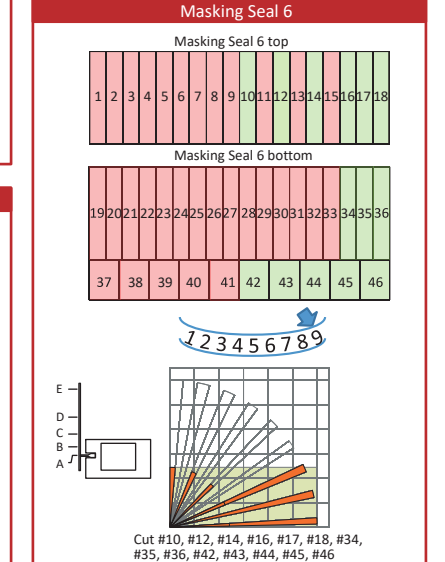 Masking Seal 6
Masking Seal 6 top
1 2 3 4 5 6 7 8 9 10 11 12 13 14 15 16 17 18
Masking Seal 6 bottom
19 20 21 22 23 24 25 26 27 28 29 30 31 32 33 34 35 36
37 38 39 40 41 42 43 44 45 46
1 2 3 4 5 6 7 8 9
E
D
C
B
A
Cut #10, #12, #14, #16, #17, #18, #34,
#35, #36, #42, #43, #44, #45, #46